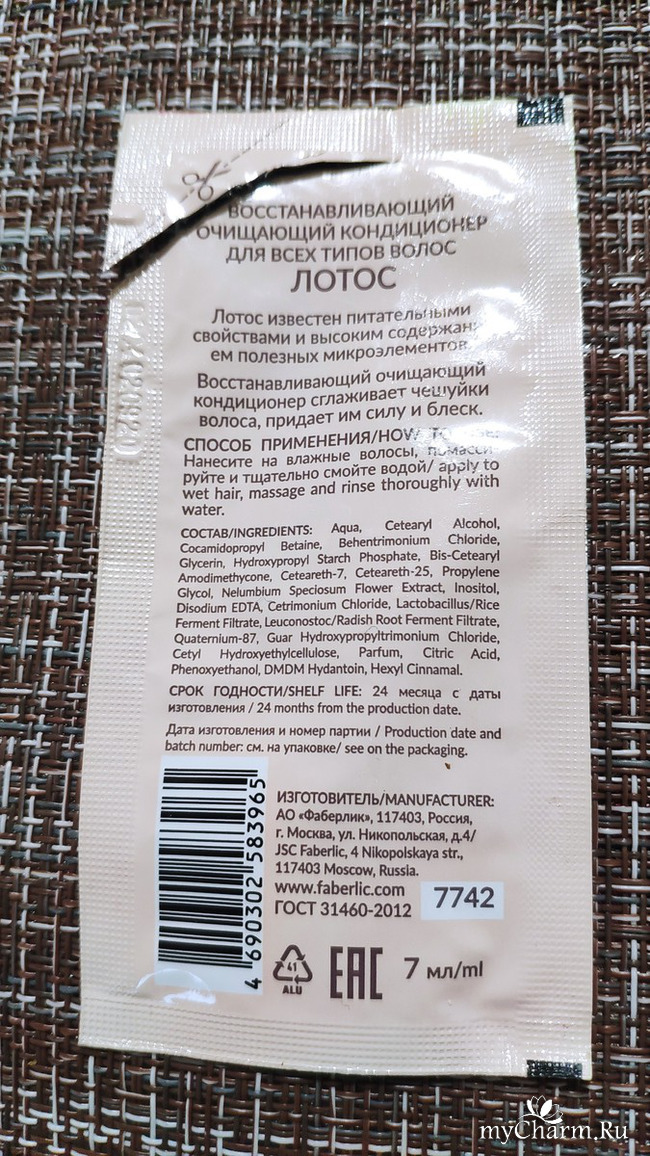 ВОССТАНАВЛИВАЮЩИЙ
ОЧИЩАЮЩИЙ КОНДИЦИОНЕР
ДЛЯ ВСЕХ ТИПОВ ВОЛОС
ЛОТОС
Лотос известен питательными
свойствами и высоким содержани-
ем полезных микроэлементов.
Восстанавливающий очищающий
кондиционер сглаживает чешуйки
волоса, придает им силу и блеск.
СПОСОБ ПРИМЕНЕНИЯ/HOW TO USE:
Нанесите на влажные волосы, помасси-
руйте и тщательно смойте водой/ apply to
wet hair, massage and rinse thoroughly with
water.
СОСТАВ/INGREDIENTS: Aqua, Cetearyl Alcohol,
Cocamidopropyl Betaine, Behentrimonium Chloride,
Glycerin, Hydroxypropyl Starch Phosphate, Bis-Cetearyl
Amodimethycone, Ceteareth-7, Ceteareth-25, Propylene
Glycol, Nelumbium Speciosum Flower Extract, Inositol,
Disodium EDTA, Cetrimonium Chloride, Lactobacillus/Rice
Ferment Filtrate, Leuconostoc/Radish Root Ferment Filtrate,
Quaternium-87, Guar Hydroxypropyltrimonium Chloride,
Cetyl Hydroxyethylcellulose, Parfum, Citric Acid,
Phenoxyethanol, DMDM Hydantoin, Hexyl Cinnamal.
СРОК ГОДНОСТИ/SHELF LIFE: 24 месяца с даты
изготовления / 24 months from the production date.
Дата изготовления и номер партии / Production date and
batch number: см. на упаковке/ see on the packaging.
4 690302 583965
ИЗГОТОВИТЕЛЬ/MANUFACTURER:
АО «Фаберлик», 117403, Россия,
г. Москва, ул. Никопольская, д.4/
JSC Faberlic, 4 Nikopolskaya str.,
117403 Moscow, Russia.
www.faberlic.com
ГОСТ 31460-2012
7742
41
ALU
EAC
7 мл/ml
myCharm.Ru